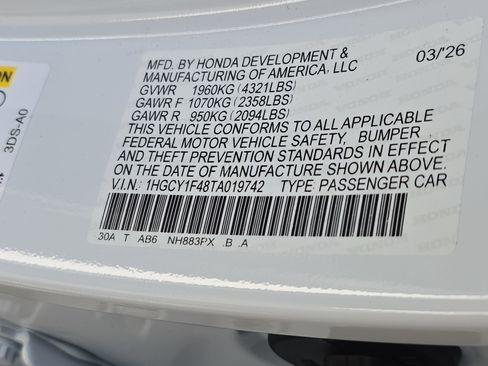 MFD. BY HONDA DEVELOPMENT & 03/'26
MANUFACTURING OF AMERICA, LLC
GVWR 1960KG (4321LBS)
GAWR F 1070KG (2358LBS)
GAWR R 950KG (2094LBS)
THIS VEHICLE CONFORMS TO ALL APPLICABLE
FEDERAL MOTOR VEHICLE SAFETY, BUMPER
AND THEFT PREVENTION STANDARDS IN EFFECT
ON THE DATE OF MANUFACTURE SHOWN ABOVE.
V.I.N.: 1HGCY1F48TA019742 TYPE: PASSENGER CAR
30A T AB6 NH883PX .B .A
3DS-A0